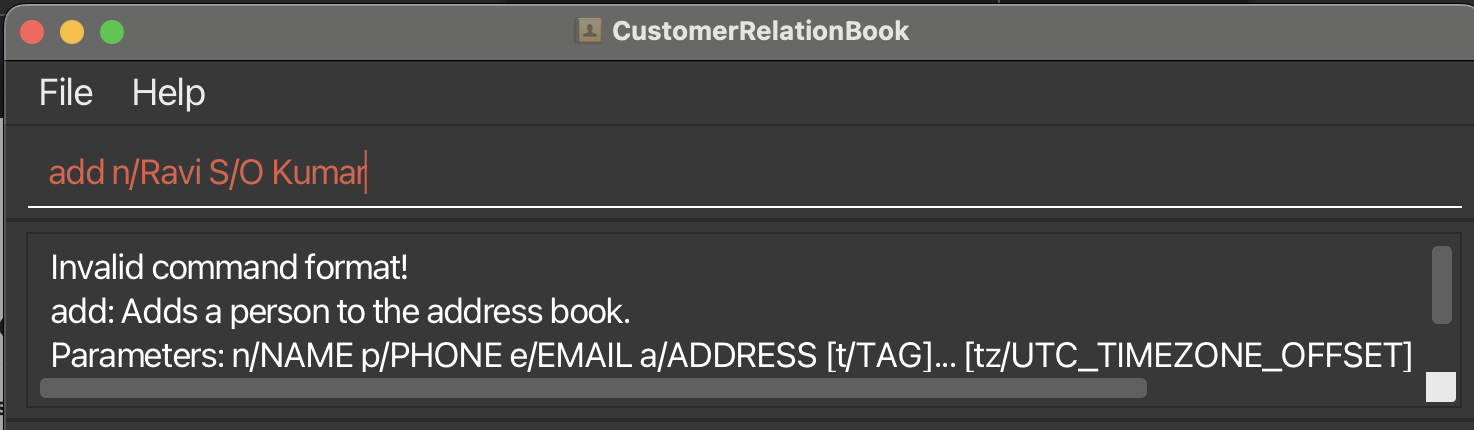 CustomerRelationBook
File Help
add n/Ravi S/O Kumar
Invalid command format!
add: Adds a person to the address book.
Parameters: n/NAME p/PHONE e/EMAIL a/ADDRESS [t/TAG]... [tz/UTC_TIMEZONE_OFFSET]